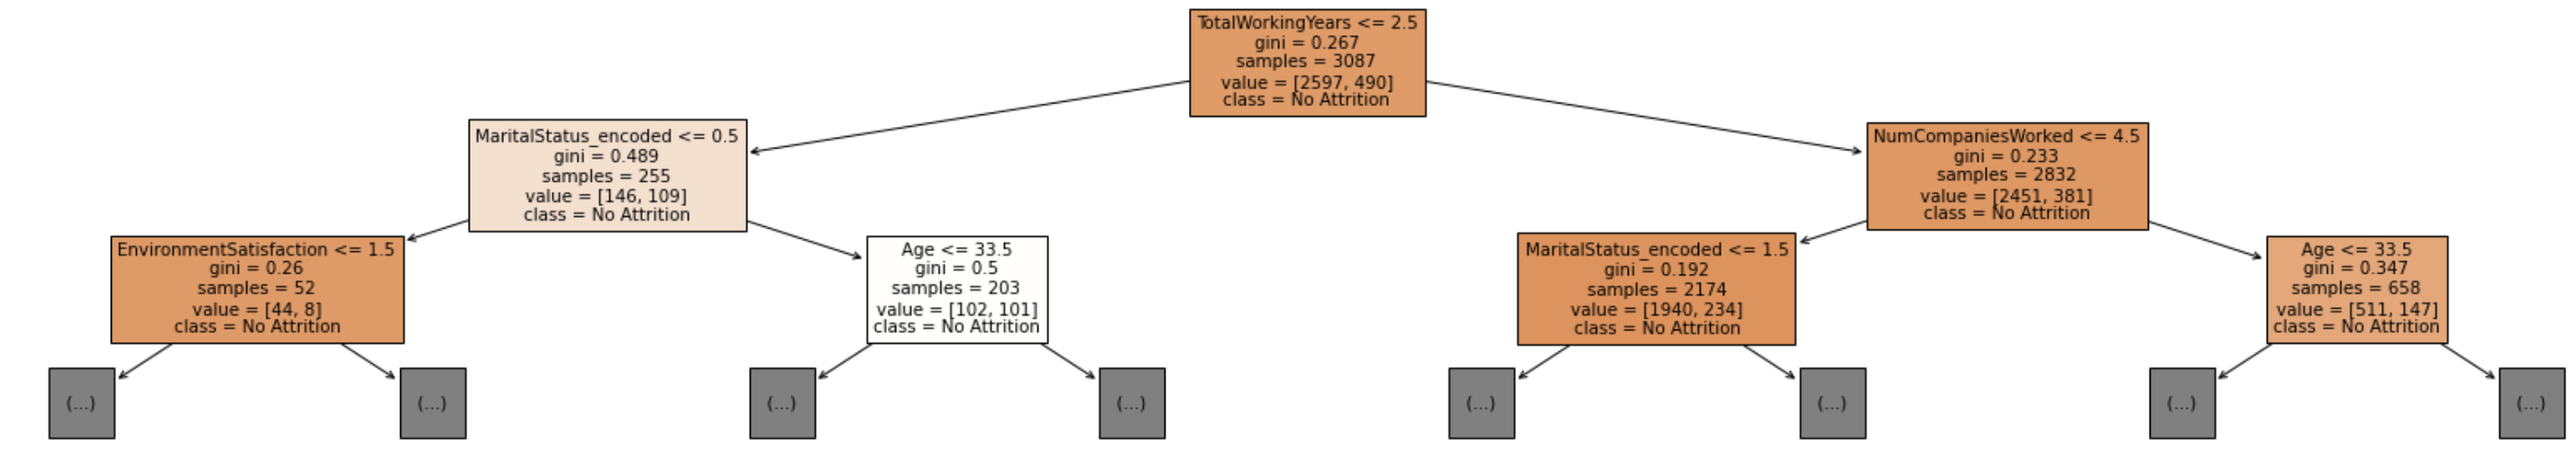 TotalWorkingYears <= 2.5
gini = 0.267
samples = 3087
value = [2597, 490]
class = No Attrition
MaritalStatus_encoded <= 0.5
gini = 0.489
samples = 255
value = [146, 109]
class = No Attrition
NumCompaniesWorked <= 4.5
gini = 0.233
samples = 2832
value = [2451, 381]
class = No Attrition
EnvironmentSatisfaction <= 1.5
gini = 0.26
samples = 52
value = [44, 8]
class = No Attrition
Age <= 33.5
gini = 0.5
samples = 203
value = [102, 101]
class = No Attrition
MaritalStatus_encoded <= 1.5
gini = 0.192
samples = 2174
value = [1940, 234]
class = No Attrition
Age <= 33.5
gini = 0.347
samples = 658
value = [511, 147]
class = No Attrition
(...)
(...)
(...)
(...)
(...)
(...)
(...)
(...)